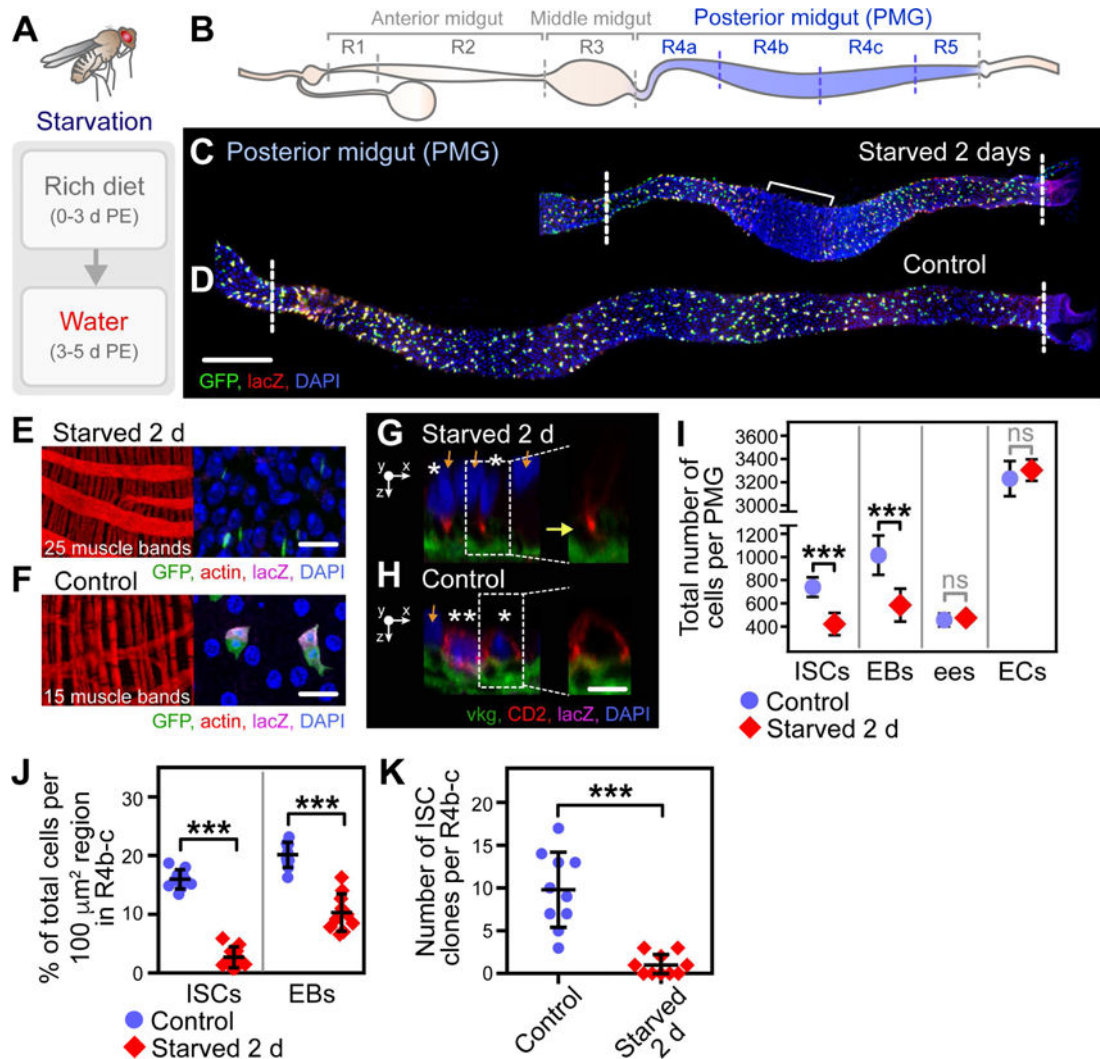 A
Starvation
Rich diet
(0-3 d PE)
Water
(3-5 d PE)
B
Anterior midgut
Middle midgut
Posterior midgut (PMG)
R1
R2
R3
R4a
R4b
R4c
R5
C
Posterior midgut (PMG)
Starved 2 days
D
Control
GFP, lacZ, DAPI
E
Starved 2 d
25 muscle bands
GFP, actin, lacZ, DAPI
F
Control
15 muscle bands
GFP, actin, lacZ, DAPI
G
Starved 2 d
y
x
z
*
*
H
Control
y
x
z
**
*
vkg, CD2, lacZ, DAPI
I
Total number of
cells per PMG
3600
3400
3200
3000
1000
800
600
400
***
***
ns
ns
ISCs
EBs
ees
ECs
Control
Starved 2 d
J
% of total cells per
100 µm² region
in R4b-c
30
20
10
0
***
***
ISCs
EBs
Control
Starved 2 d
K
Number of ISC
clones per R4b-c
20
15
10
5
0
***
Control
Starved
2 d